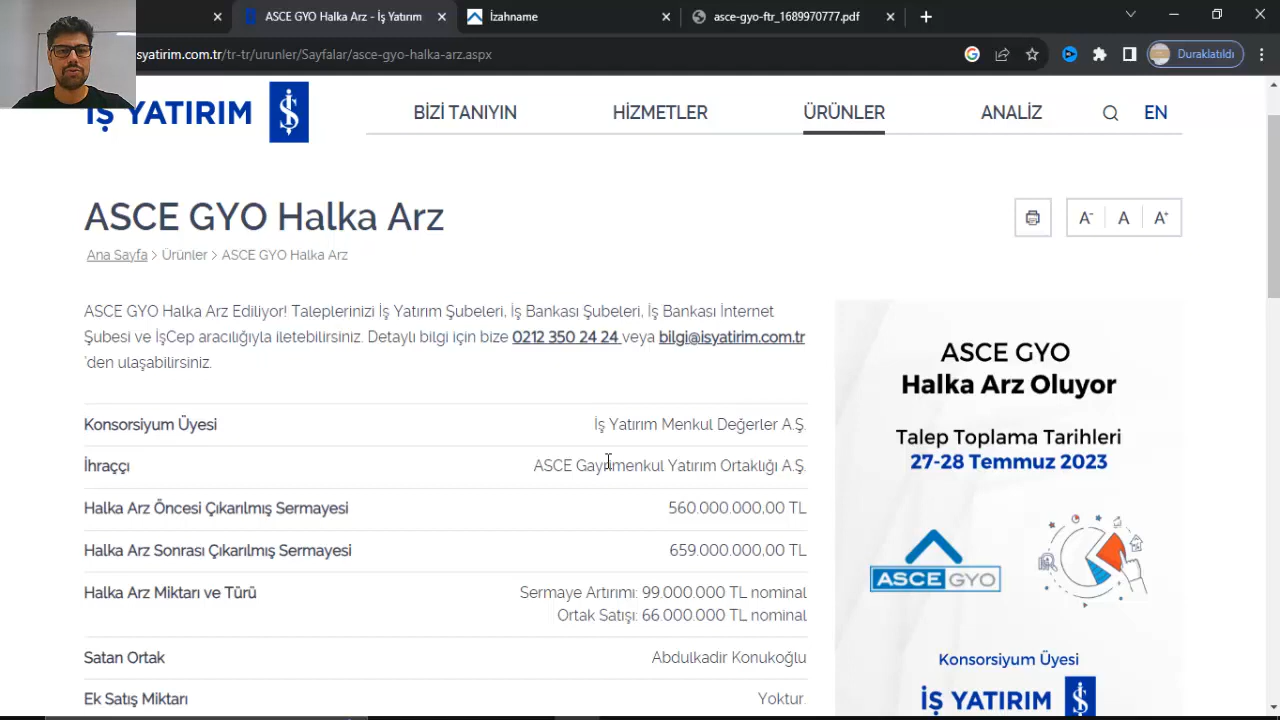 ASCE GYO Halka Arz - İş Yatırım
İzahname
asce-gyo-ftr_1689970777.pdf
syatirim.com.tr/tr-tr/urunler/Sayfalar/asce-gyo-halka-arz.aspx
Duraklatıldı
İŞ YATIRIM
BİZİ TANIYIN
HİZMETLER
ÜRÜNLER
ANALİZ
EN
ASCE GYO Halka Arz
A- A A+
Ana Sayfa > Ürünler > ASCE GYO Halka Arz
ASCE GYO Halka Arz Ediliyor! Taleplerinizi İş Yatırım Şubeleri, İş Bankası Şubeleri, İş Bankası İnternet
Şubesi ve İşCep aracılığıyla iletebilirsiniz. Detaylı bilgi için bize 0212 350 24 24 veya bilgi@isyatirim.com.tr
'den ulaşabilirsiniz.
Konsorsiyum Üyesi İş Yatırım Menkul Değerler A.Ş.
İhraççı ASCE Gayrimenkul Yatırım Ortaklığı A.Ş.
Halka Arz Öncesi Çıkarılmış Sermayesi 560.000.000,00 TL
Halka Arz Sonrası Çıkarılmış Sermayesi 659.000.000,00 TL
Halka Arz Miktarı ve Türü Sermaye Artırımı: 99.000.000 TL nominal
Ortak Satışı: 66.000.000 TL nominal
Satan Ortak Abdulkadir Konukoğlu
Ek Satış Miktarı Yoktur.
ASCE GYO
Halka Arz Oluyor
Talep Toplama Tarihleri
27-28 Temmuz 2023
ASCE GYO
Konsorsiyum Üyesi
İŞ YATIRIM